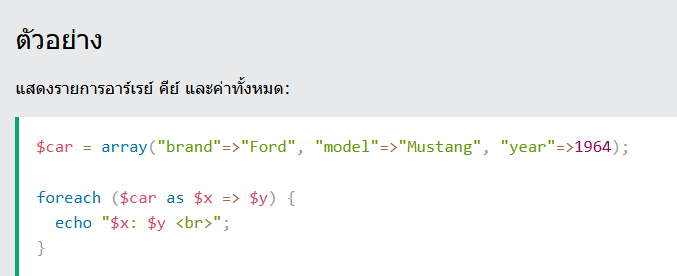 ตัวอย่าง
แสดงรายการอาร์เรย์ คีย์ และค่าทั้งหมด:
$car = array("brand"=>"Ford", "model"=>"Mustang", "year"=>1964);
foreach ($car as $x => $y) {
  echo "$x: $y <br>";
}